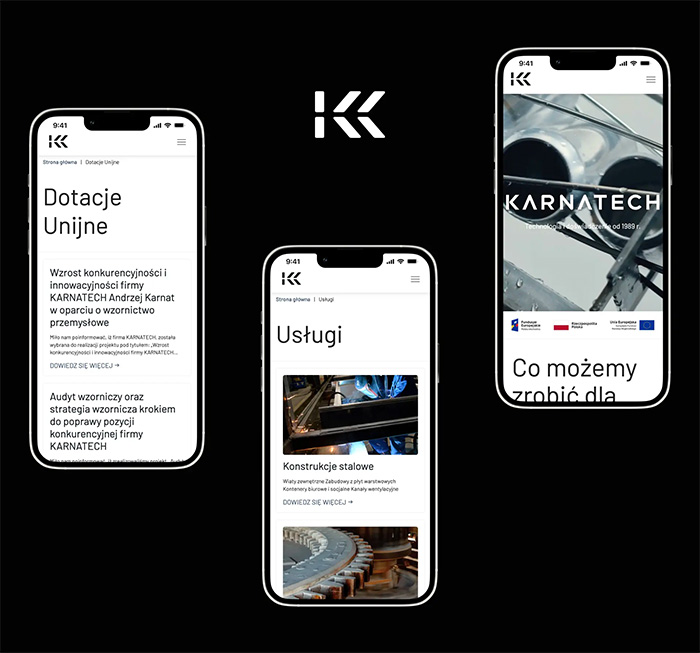 9:41
Strona główna | Dotacje Unijne
Dotacje
Unijne
Wzrost konkurencyjności i
innowacyjności firmy
KARNATECH Andrzej Karnat
w oparciu o wzornictwo
przemysłowe
Miło nam poinformować, iż firma KARNATECH, została
wybrana do realizacji projektu pod tytułem: „Wzrost
konkurencyjności i innowacyjności firmy KARNATECH...
DOWIEDZ SIĘ WIĘCEJ →
Audyt wzorniczy oraz
strategia wzornicza krokiem
do poprawy pozycji
konkurencyjnej firmy
KARNATECH
9:41
Strona główna | Usługi
Usługi
Konstrukcje stalowe
Wiaty zewnętrzne Zabudowy z płyt warstwowych
Kontenery biurowe i socjalne Kanały wentylacyjne
DOWIEDZ SIĘ WIĘCEJ →
9:41
KARNATECH
Technologia i doświadczenie od 1989 r.
Fundusze
Europejskie
Rzeczpospolita
Polska
Unia Europejska
Co możemy
zrobić dla